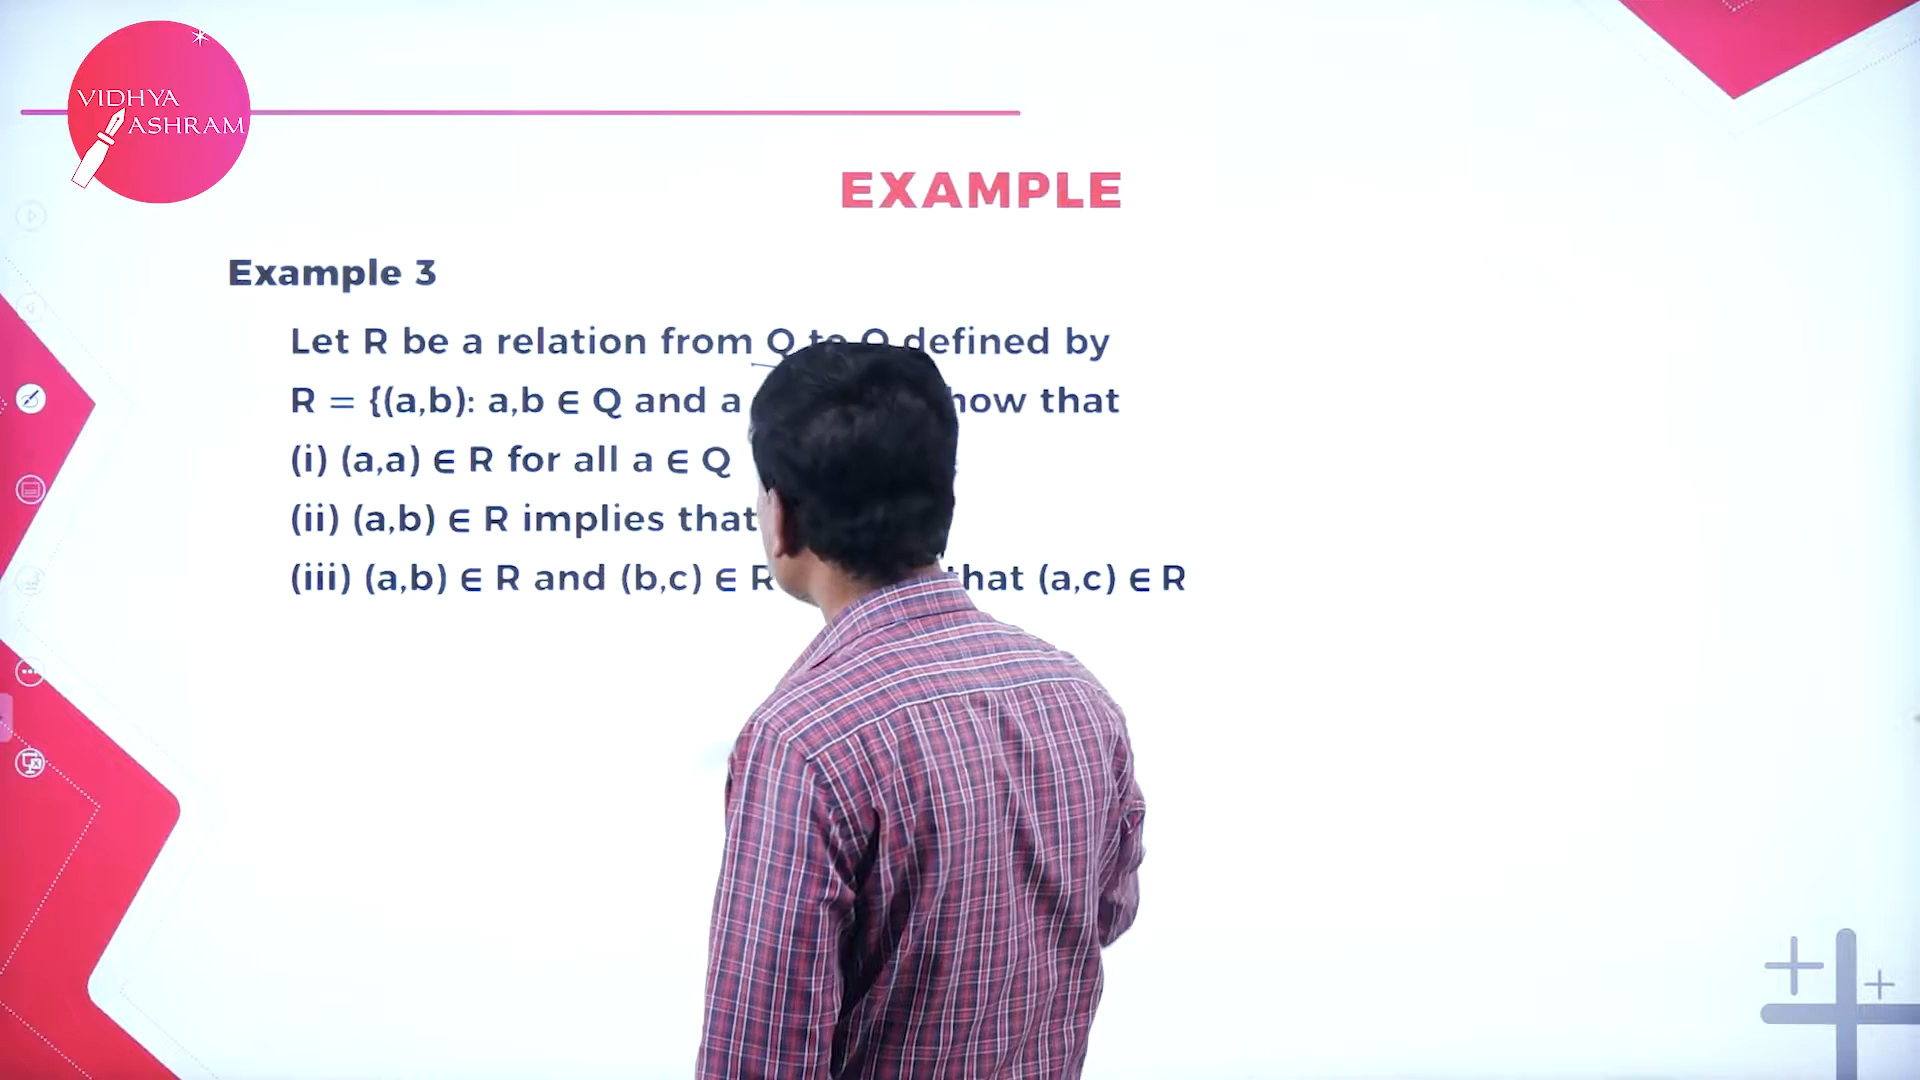 VIDHYA
ASHRAM
EXAMPLE
Example 3
Let R be a relation from Q to Q defined by
R = {(a,b): a,b ∈ Q and a how that
(i) (a,a) ∈ R for all a ∈ Q
(ii) (a,b) ∈ R implies that
(iii) (a,b) ∈ R and (b,c) ∈ R that (a,c) ∈ R